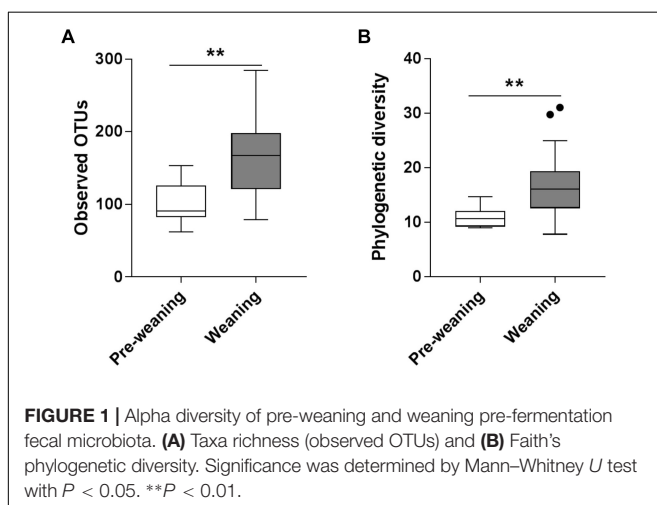 A
B
**
**
300
200
100
0
Observed OTUs
Pre-weaning
Weaning
40
30
20
10
0
Phylogenetic diversity
Pre-weaning
Weaning
FIGURE 1 | Alpha diversity of pre-weaning and weaning pre-fermentation
fecal microbiota. (A) Taxa richness (observed OTUs) and (B) Faith's
phylogenetic diversity. Significance was determined by Mann–Whitney U test
with P < 0.05. **P < 0.01.